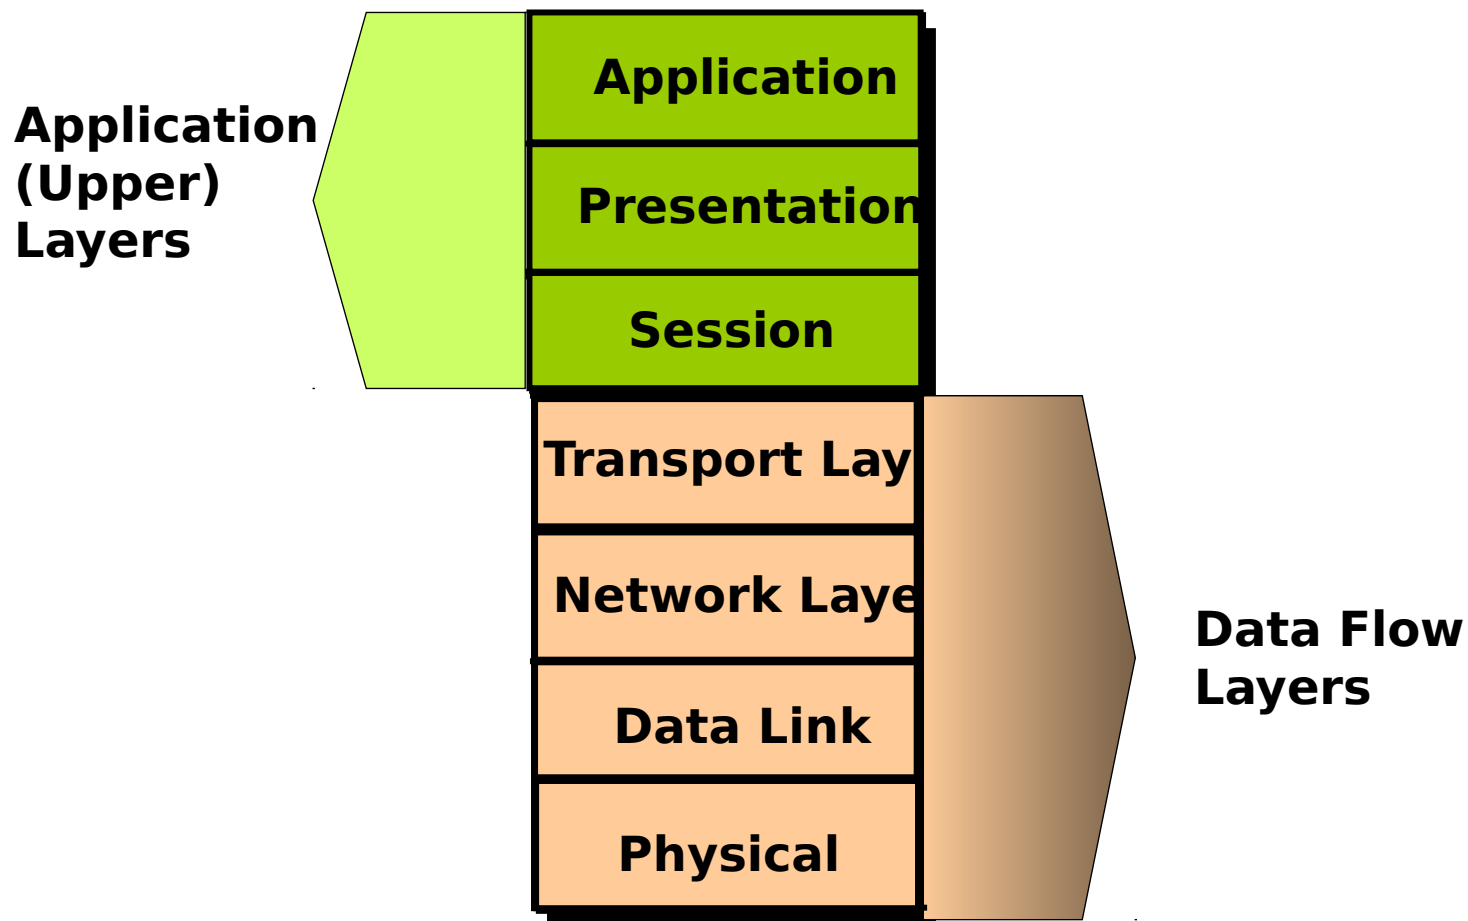 Application
Presentation
Session
Transport Lay
Network Laye
Data Link
Physical
Application
(Upper)
Layers
Data Flow
Layers